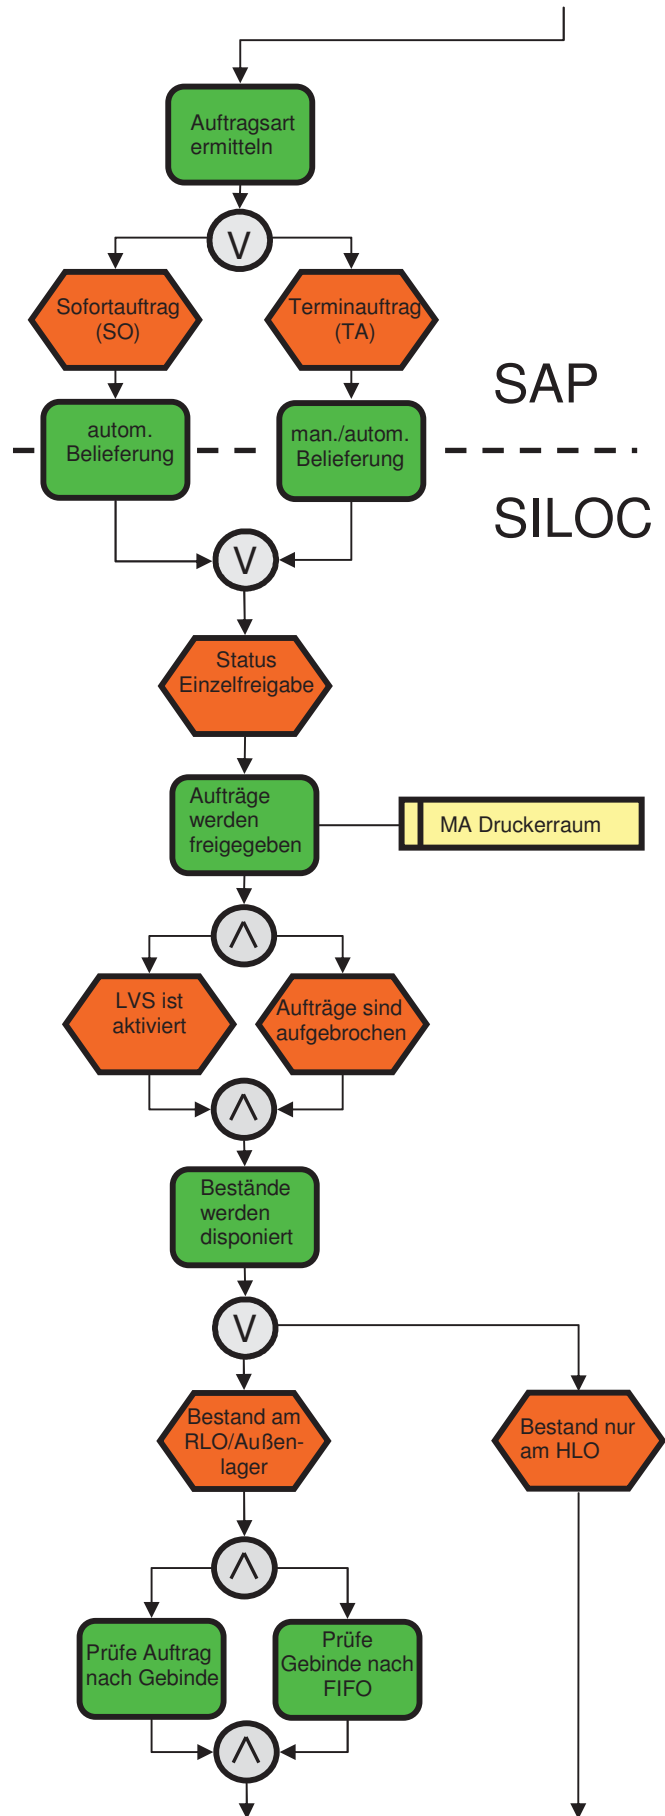 Auftragsart
ermitteln
V
Sofortauftrag
(SO)
Terminauftrag
(TA)
SAP
autom.
Belieferung
man./autom.
Belieferung
SILOC
V
Status
Einzelfreigabe
Aufträge
werden
freigegeben
MA Druckerraum
Λ
LVS ist
aktiviert
Aufträge sind
aufgebrochen
Λ
Bestände
werden
disponiert
V
Bestand am
RLO/Außen-
lager
Bestand nur
am HLO
Λ
Prüfe Auftrag
nach Gebinde
Prüfe
Gebinde nach
FIFO
Λ